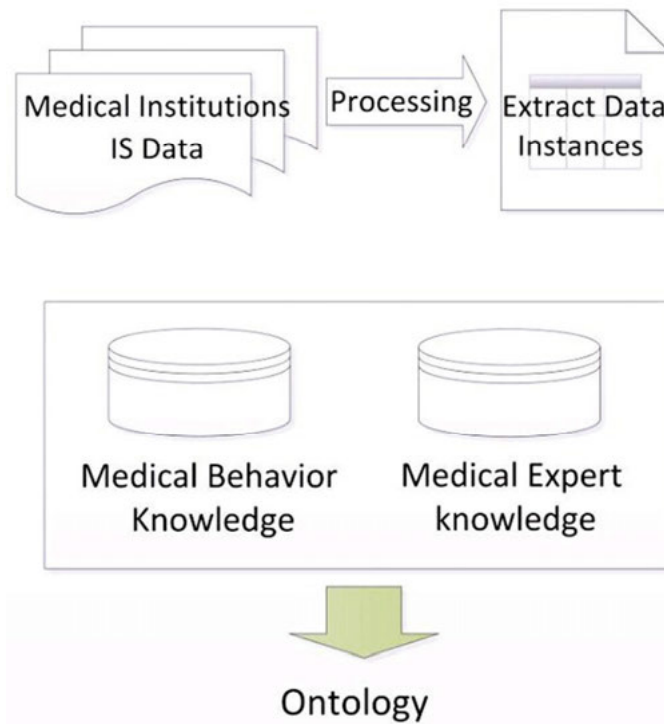 Medical Institutions
IS Data
Processing
Extract Data
Instances
Medical Behavior
Knowledge
Medical Expert
knowledge
Ontology